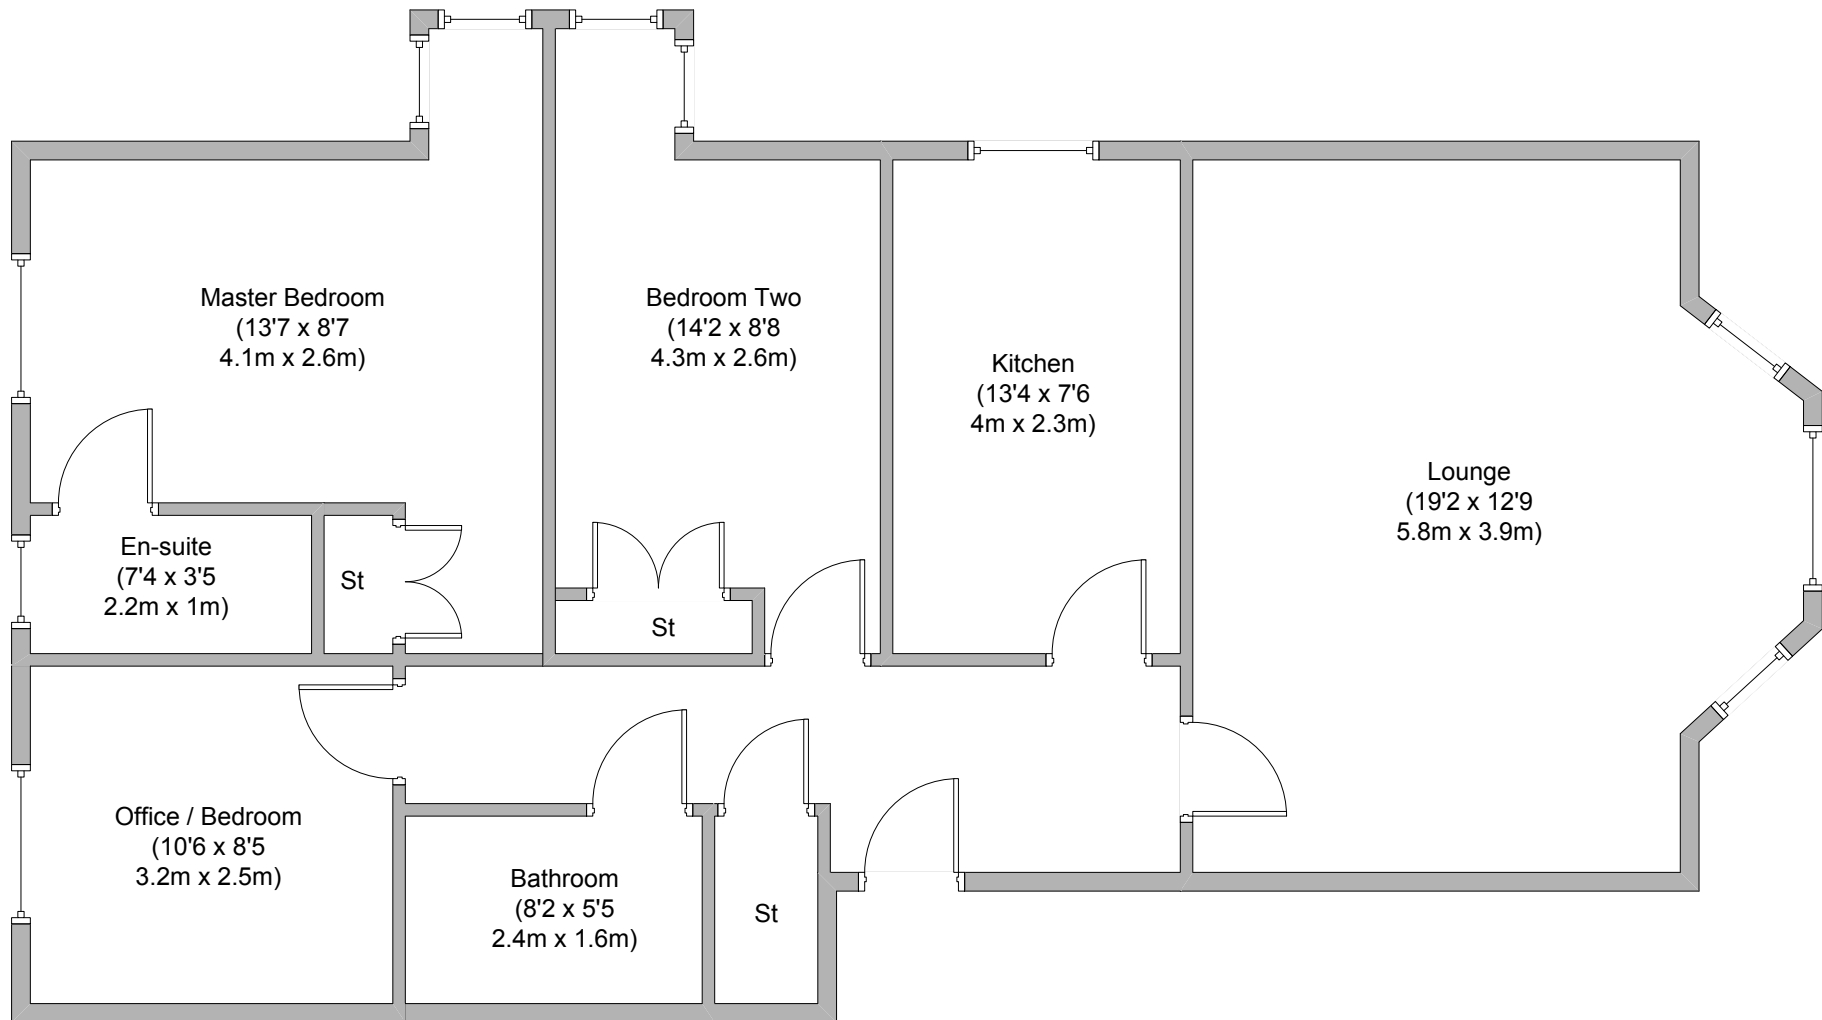 Master Bedroom
(13'7 x 8'7
4.1m x 2.6m)
Bedroom Two
(14'2 x 8'8
4.3m x 2.6m)
Kitchen
(13'4 x 7'6
4m x 2.3m)
Lounge
(19'2 x 12'9
5.8m x 3.9m)
En-suite
(7'4 x 3'5
2.2m x 1m)
St
St
Office / Bedroom
(10'6 x 8'5
3.2m x 2.5m)
Bathroom
(8'2 x 5'5
2.4m x 1.6m)
St